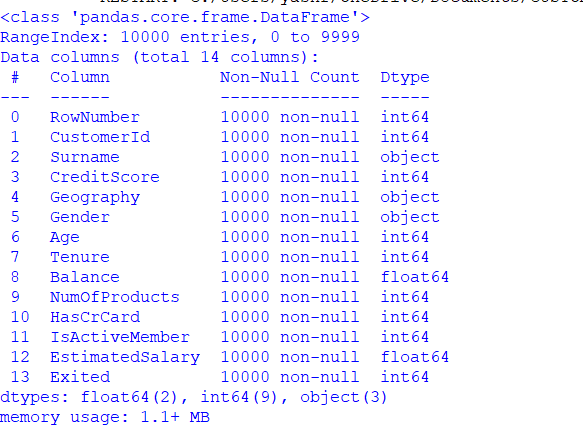 <class 'pandas.core.frame.DataFrame'>
RangeIndex: 10000 entries, 0 to 9999
Data columns (total 14 columns):
 #   Column           Non-Null Count  Dtype
---  ------           --------------  -----
 0   RowNumber        10000 non-null  int64
 1   CustomerId       10000 non-null  int64
 2   Surname          10000 non-null  object
 3   CreditScore      10000 non-null  int64
 4   Geography        10000 non-null  object
 5   Gender           10000 non-null  object
 6   Age              10000 non-null  int64
 7   Tenure           10000 non-null  int64
 8   Balance          10000 non-null  float64
 9   NumOfProducts    10000 non-null  int64
 10  HasCrCard        10000 non-null  int64
 11  IsActiveMember   10000 non-null  int64
 12  EstimatedSalary  10000 non-null  float64
 13  Exited           10000 non-null  int64
dtypes: float64(2), int64(9), object(3)
memory usage: 1.1+ MB